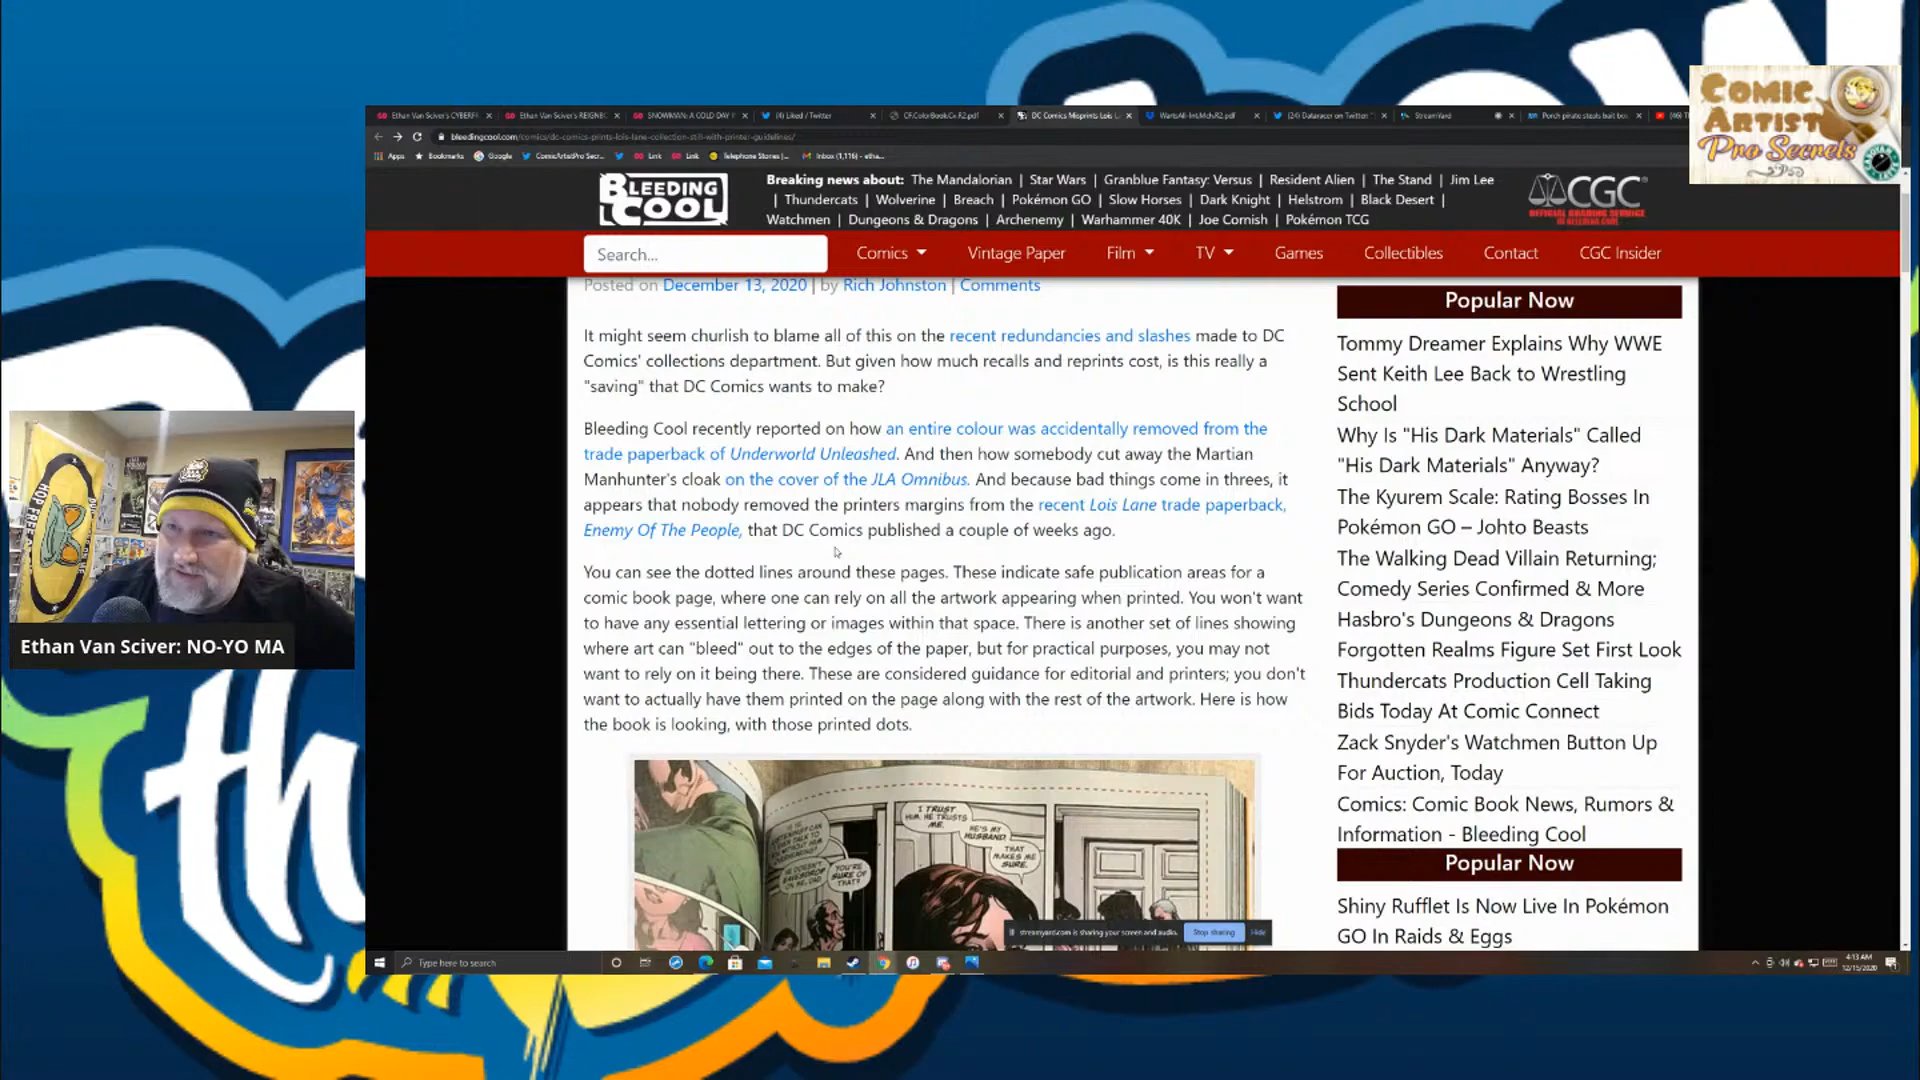 COMIC
ARTIST
Pro Secrets
Ethan Van Sciver's CYBERF
Ethan Van Sciver's REIGNBO
SNOWMAN: A COLD DAY
(4) Liked / Twitter
CF.ColorBook.Cv.R2.pdf
DC Comics Misprints Lois L
WartsAll-Int.Mch.R2.pdf
(24) Dataracer on Twitter
StreamYard
Porch pirate steals bait box
bleedingcool.com/comics/dc-comics-prints-lois-lane-collection-still-with-printer-guidelines/
Apps
Bookmarks
Google
ComicArtistPro Secr...
Link
Link
Telephone Stories |...
Inbox (1,116) - etha...
BLEEDING
COOL
Breaking news about: The Mandalorian | Star Wars | Granblue Fantasy: Versus | Resident Alien | The Stand | Jim Lee
| Thundercats | Wolverine | Breach | Pokémon GO | Slow Horses | Dark Knight | Helstrom | Black Desert |
Watchmen | Dungeons & Dragons | Archenemy | Warhammer 40K | Joe Cornish | Pokémon TCG
CGC
OFFICIAL GRADING SERVICE
OF BLEEDING COOL
Search...
Comics
Vintage Paper
Film
TV
Games
Collectibles
Contact
CGC Insider
Posted on December 13, 2020 | by Rich Johnston | Comments
It might seem churlish to blame all of this on the recent redundancies and slashes made to DC
Comics' collections department. But given how much recalls and reprints cost, is this really a
"saving" that DC Comics wants to make?
Bleeding Cool recently reported on how an entire colour was accidentally removed from the
trade paperback of Underworld Unleashed. And then how somebody cut away the Martian
Manhunter's cloak on the cover of the JLA Omnibus. And because bad things come in threes, it
appears that nobody removed the printers margins from the recent Lois Lane trade paperback,
Enemy Of The People, that DC Comics published a couple of weeks ago.
You can see the dotted lines around these pages. These indicate safe publication areas for a
comic book page, where one can rely on all the artwork appearing when printed. You won't want
to have any essential lettering or images within that space. There is another set of lines showing
where art can "bleed" out to the edges of the paper, but for practical purposes, you may not
want to rely on it being there. These are considered guidance for editorial and printers; you don't
want to actually have them printed on the page along with the rest of the artwork. Here is how
the book is looking, with those printed dots.
I TRUST
HIM. HE TRUSTS
ME.
HE'S MY
HUSBAND.
THAT
MAKES ME
SURE.
YOU'RE
SURE OF
THAT?
Popular Now
Tommy Dreamer Explains Why WWE
Sent Keith Lee Back to Wrestling
School
Why Is "His Dark Materials" Called
"His Dark Materials" Anyway?
The Kyurem Scale: Rating Bosses In
Pokémon GO – Johto Beasts
The Walking Dead Villain Returning;
Comedy Series Confirmed & More
Hasbro's Dungeons & Dragons
Forgotten Realms Figure Set First Look
Thundercats Production Cell Taking
Bids Today At Comic Connect
Zack Snyder's Watchmen Button Up
For Auction, Today
Comics: Comic Book News, Rumors &
Information - Bleeding Cool
Popular Now
Shiny Rufflet Is Now Live In Pokémon
GO In Raids & Eggs
streamyard.com is sharing your screen and audio.
Stop sharing
Hide
Type here to search
4:13 AM
12/15/2020
Ethan Van Sciver: NO-YO MA
th